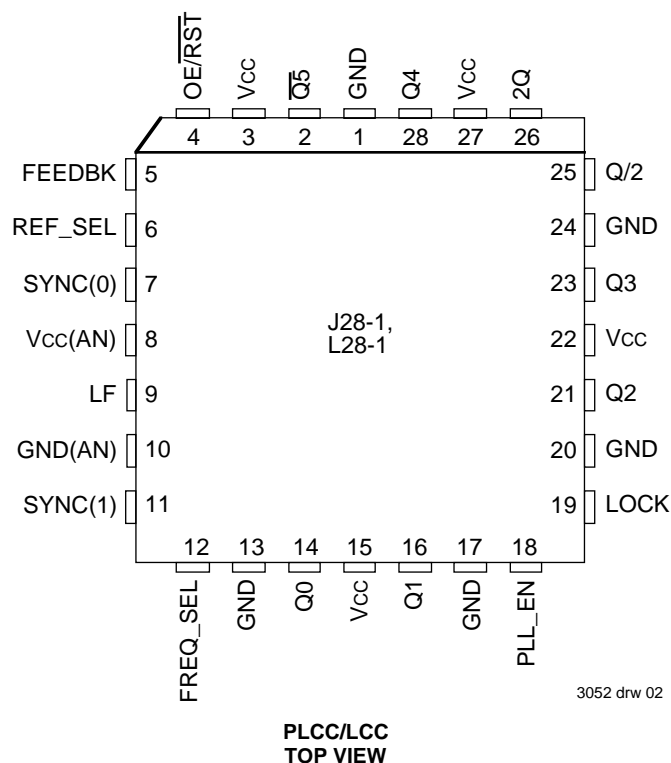 OE/R̅S̅T̅
VCC
Q̅5̅
GND
Q4
VCC
2Q
4 3 2 1 28 27 26
FEEDBK 5
REF_SEL 6
SYNC(0) 7
VCC(AN) 8
LF 9
GND(AN) 10
SYNC(1) 11
25 Q/2
24 GND
23 Q3
22 VCC
21 Q2
20 GND
19 LOCK
J28-1,
L28-1
12 13 14 15 16 17 18
FREQ_SEL
GND
Q0
VCC
Q1
GND
PLL_EN
3052 drw 02
PLCC/LCC
TOP VIEW